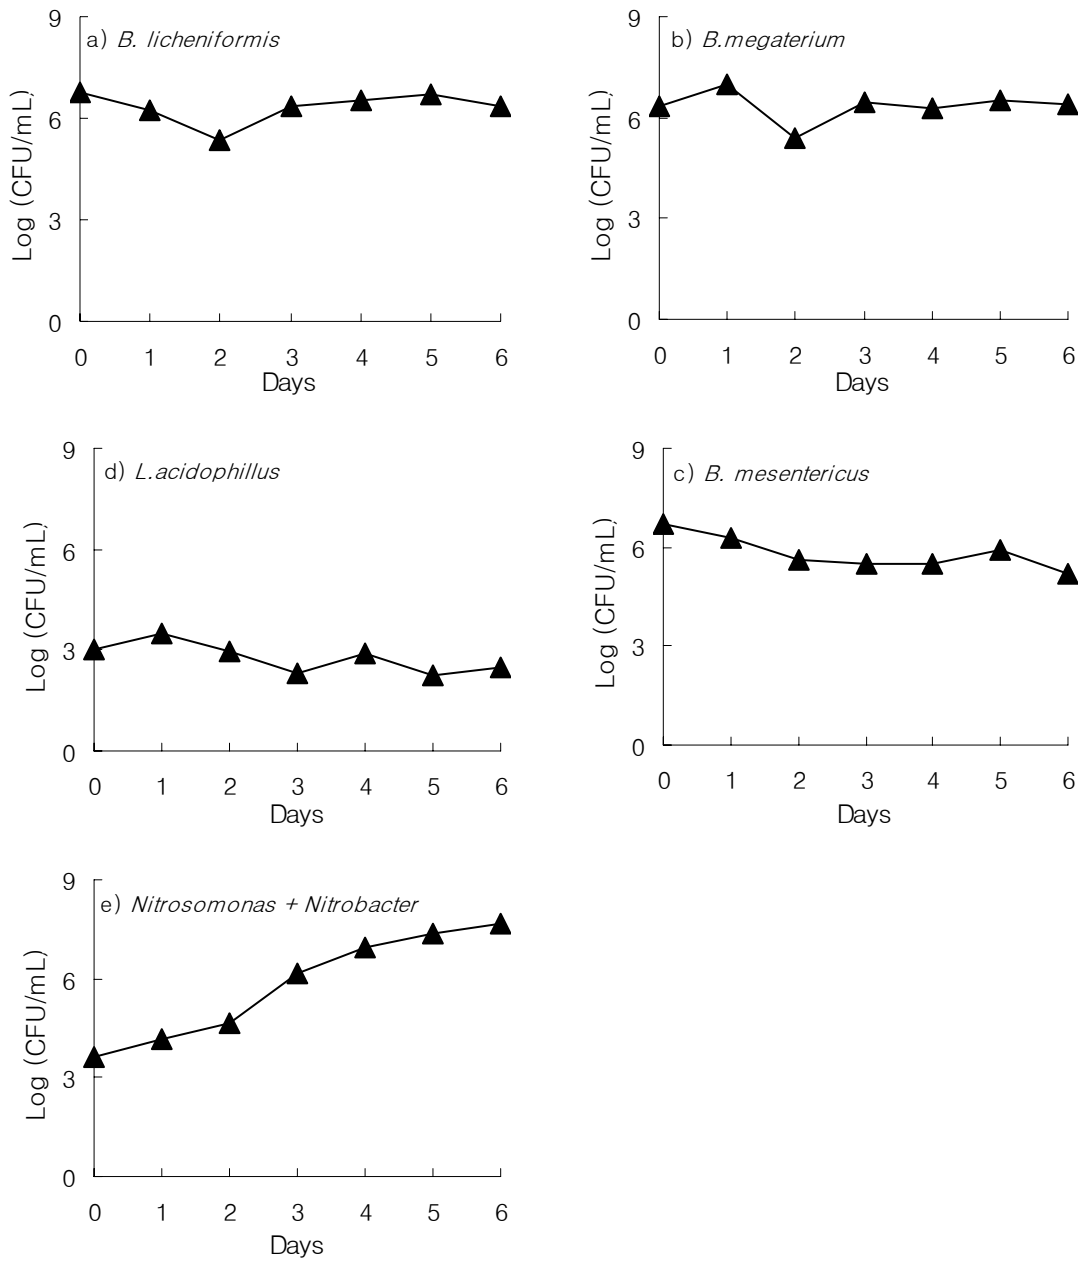 a) B. licheniformis
Log (CFU/mL)
9
6
3
0
0 1 2 3 4 5 6
Days
b) B.megaterium
Log (CFU/mL)
9
6
3
0
0 1 2 3 4 5 6
Days
d) L.acidophillus
Log (CFU/mL)
9
6
3
0
0 1 2 3 4 5 6
Days
c) B. mesentericus
Log (CFU/mL)
9
6
3
0
0 1 2 3 4 5 6
Days
e) Nitrosomonas + Nitrobacter
Log (CFU/mL)
9
6
3
0
0 1 2 3 4 5 6
Days